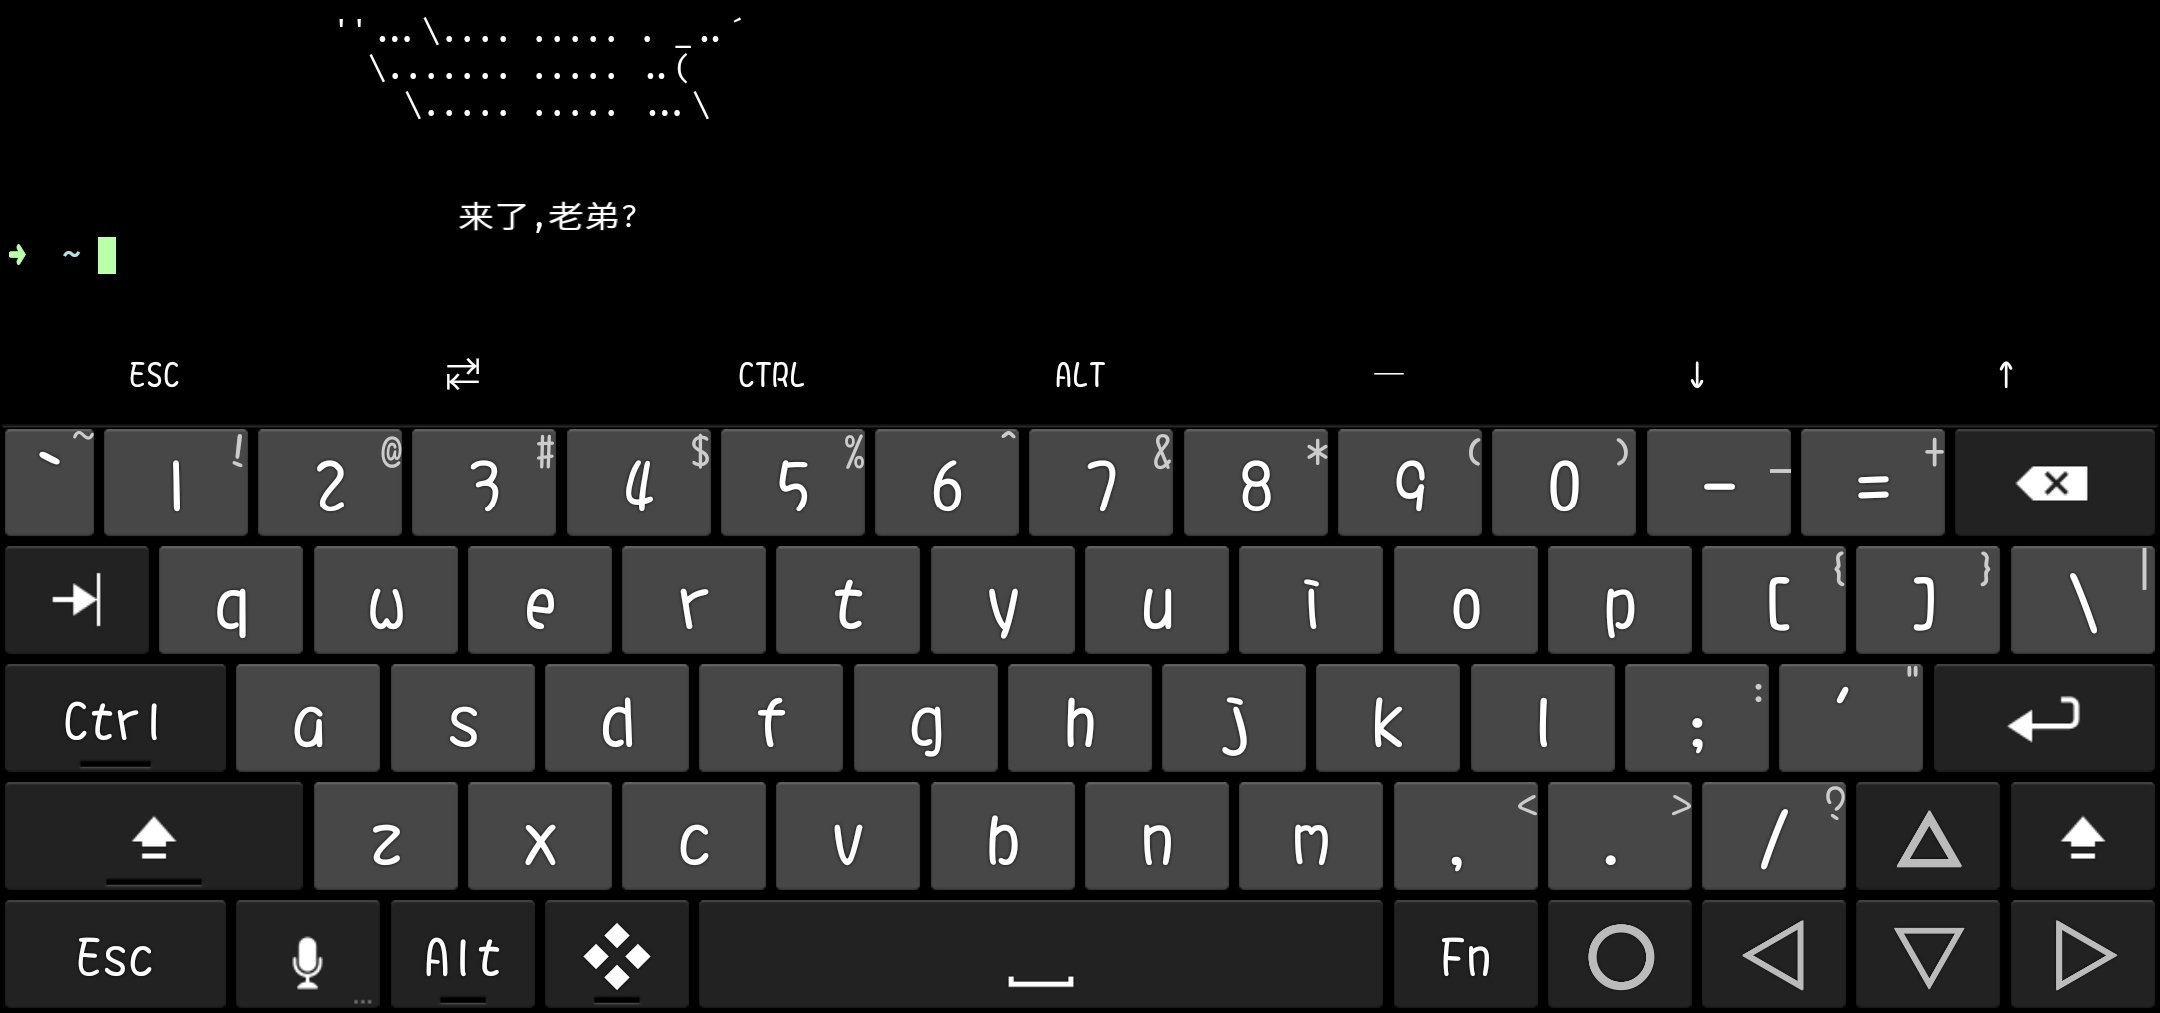 ''...\.... ..... . _..´
\....... ..... ..(
\..... ..... ...\
来了,老弟?
➜ ~
ESC ⇄ CTRL ALT — ↓ ↑
` ~ 1 ! 2 @ 3 # 4 $ 5 % 6 ^ 7 & 8 * 9 ( 0 ) - _ = +
q w e r t y u i o p [ { ] } \ |
Ctrl a s d f g h j k l ; : ' "
z x c v b n m , < . > / ?
Esc ... Alt Fn